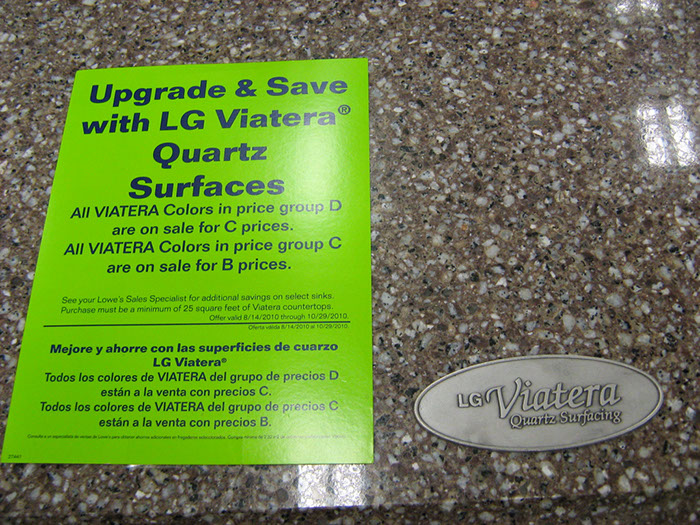 Upgrade & Save
with LG Viatera®
Quartz
Surfaces
All VIATERA Colors in price group D
are on sale for C prices.
All VIATERA Colors in price group C
are on sale for B prices.
See your Lowe's Sales Specialist for additional savings on select sinks.
Purchase must be a minimum of 25 square feet of Viatera countertops.
Offer valid 8/14/2010 through 10/29/2010.
Oferta válida 8/14/2010 al 10/29/2010.
Mejore y ahorre con las superficies de cuarzo
LG Viatera®
Todos los colores de VIATERA del grupo de precios D
están a la venta con precios C.
Todos los colores de VIATERA del grupo de precios C
están a la venta con precios B.
LG Viatera
Quartz Surfacing